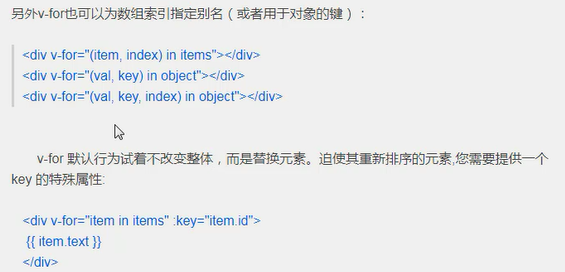 另外v-for也可以为数组索引指定别名（或者用于对象的键）：
<div v-for="(item, index) in items"></div>
<div v-for="(val, key) in object"></div>
<div v-for="(val, key, index) in object"></div>
v-for 默认行为试着不改变整体，而是替换元素。迫使其重新排序的元素,您需要提供一个
key 的特殊属性:
<div v-for="item in items" :key="item.id">
{{ item.text }}
</div>